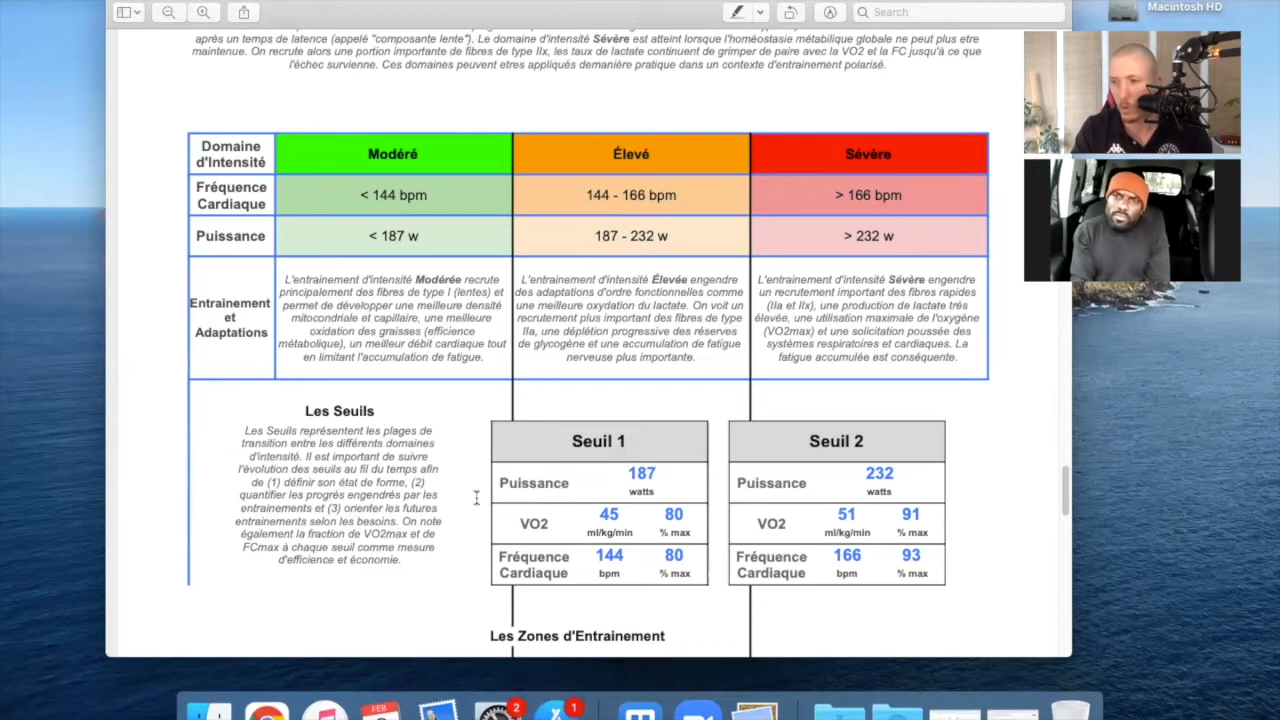 Macintosh HD
Search
après un temps de latence (appelé "composante lente"). Le domaine d'intensité Sévère est atteint lorsque l'homéostasie métabilique globale ne peut plus etre
maintenue. On recrute alors une portion importante de fibres de type IIx, les taux de lactate continuent de grimper de paire avec la VO2 et la FC jusqu'à ce que
l'échec survienne. Ces domaines peuvent etres appliqués demanière pratique dans un contexte d'entrainement polarisé.
Domaine
d'Intensité
Modéré
Élevé
Sévère
Fréquence
Cardiaque
< 144 bpm
144 - 166 bpm
> 166 bpm
Puissance
< 187 w
187 - 232 w
> 232 w
Entrainement
et
Adaptations
L'entrainement d'intensité Modérée recrute
principalement des fibres de type I (lentes) et
permet de développer une meilleure densité
mitocondriale et capillaire, une meilleure
oxidation des graisses (efficience
métabolique), un meilleur débit cardiaque tout
en limitant l'accumulation de fatigue.
L'entrainement d'intensité Élevée engendre
des adaptations d'ordre fonctionnelles comme
une meilleure oxydation du lactate. On voit un
recrutement plus important des fibres de type
IIa, une déplétion progressive des réserves
de glycogène et une accumulation de fatigue
nerveuse plus importante.
L'entrainement d'intensité Sévère engendre
un recrutement important des fibres rapides
(IIa et IIx), une production de lactate trés
élevée, une utilisation maximale de l'oxygène
(VO2max) et une solicitation poussée des
systèmes respiratoires et cardiaques. La
fatigue accumulée est conséquente.
Les Seuils
Les Seuils représentent les plages de
transition entre les différents domaines
d'intensité. Il est important de suivre
l'évolution des seuils au fil du temps afin
de (1) définir son état de forme, (2)
quantifier les progrés engendrés par les
entrainements et (3) orienter les futures
entrainements selon les besoins. On note
également la fraction de VO2max et de
FCmax à chaque seuil comme mesure
d'efficience et économie.
Seuil 1
Puissance
187
watts
VO2
45
80
ml/kg/min
% max
Fréquence
Cardiaque
144
80
bpm
% max
Seuil 2
Puissance
232
watts
VO2
51
91
ml/kg/min
% max
Fréquence
Cardiaque
166
93
bpm
% max
Les Zones d'Entrainement
FEB
2
1